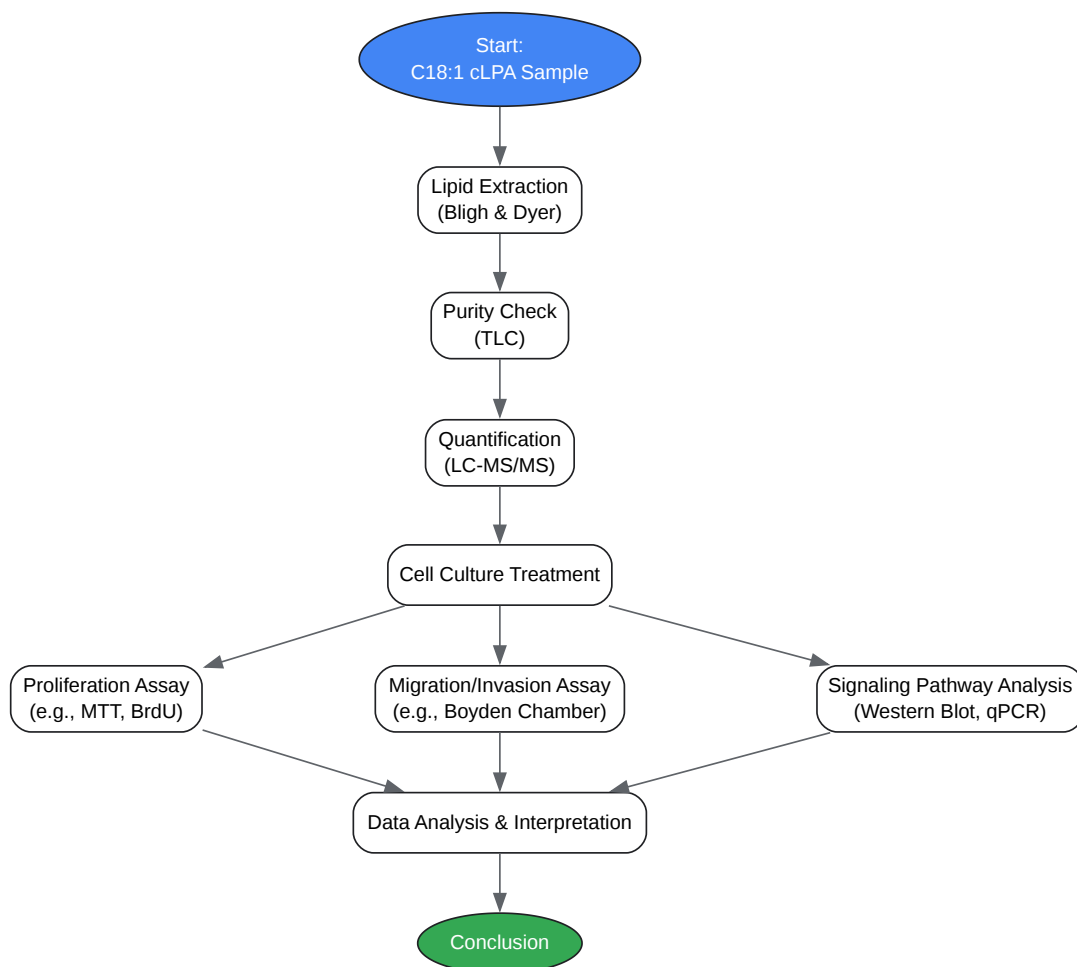 Start:
C18:1 cLPA Sample
Lipid Extraction
(Bligh & Dyer)
Purity Check
(TLC)
Quantification
(LC-MS/MS)
Cell Culture Treatment
Proliferation Assay
(e.g., MTT, BrdU)
Migration/Invasion Assay
(e.g., Boyden Chamber)
Signaling Pathway Analysis
(Western Blot, qPCR)
Data Analysis & Interpretation
Conclusion